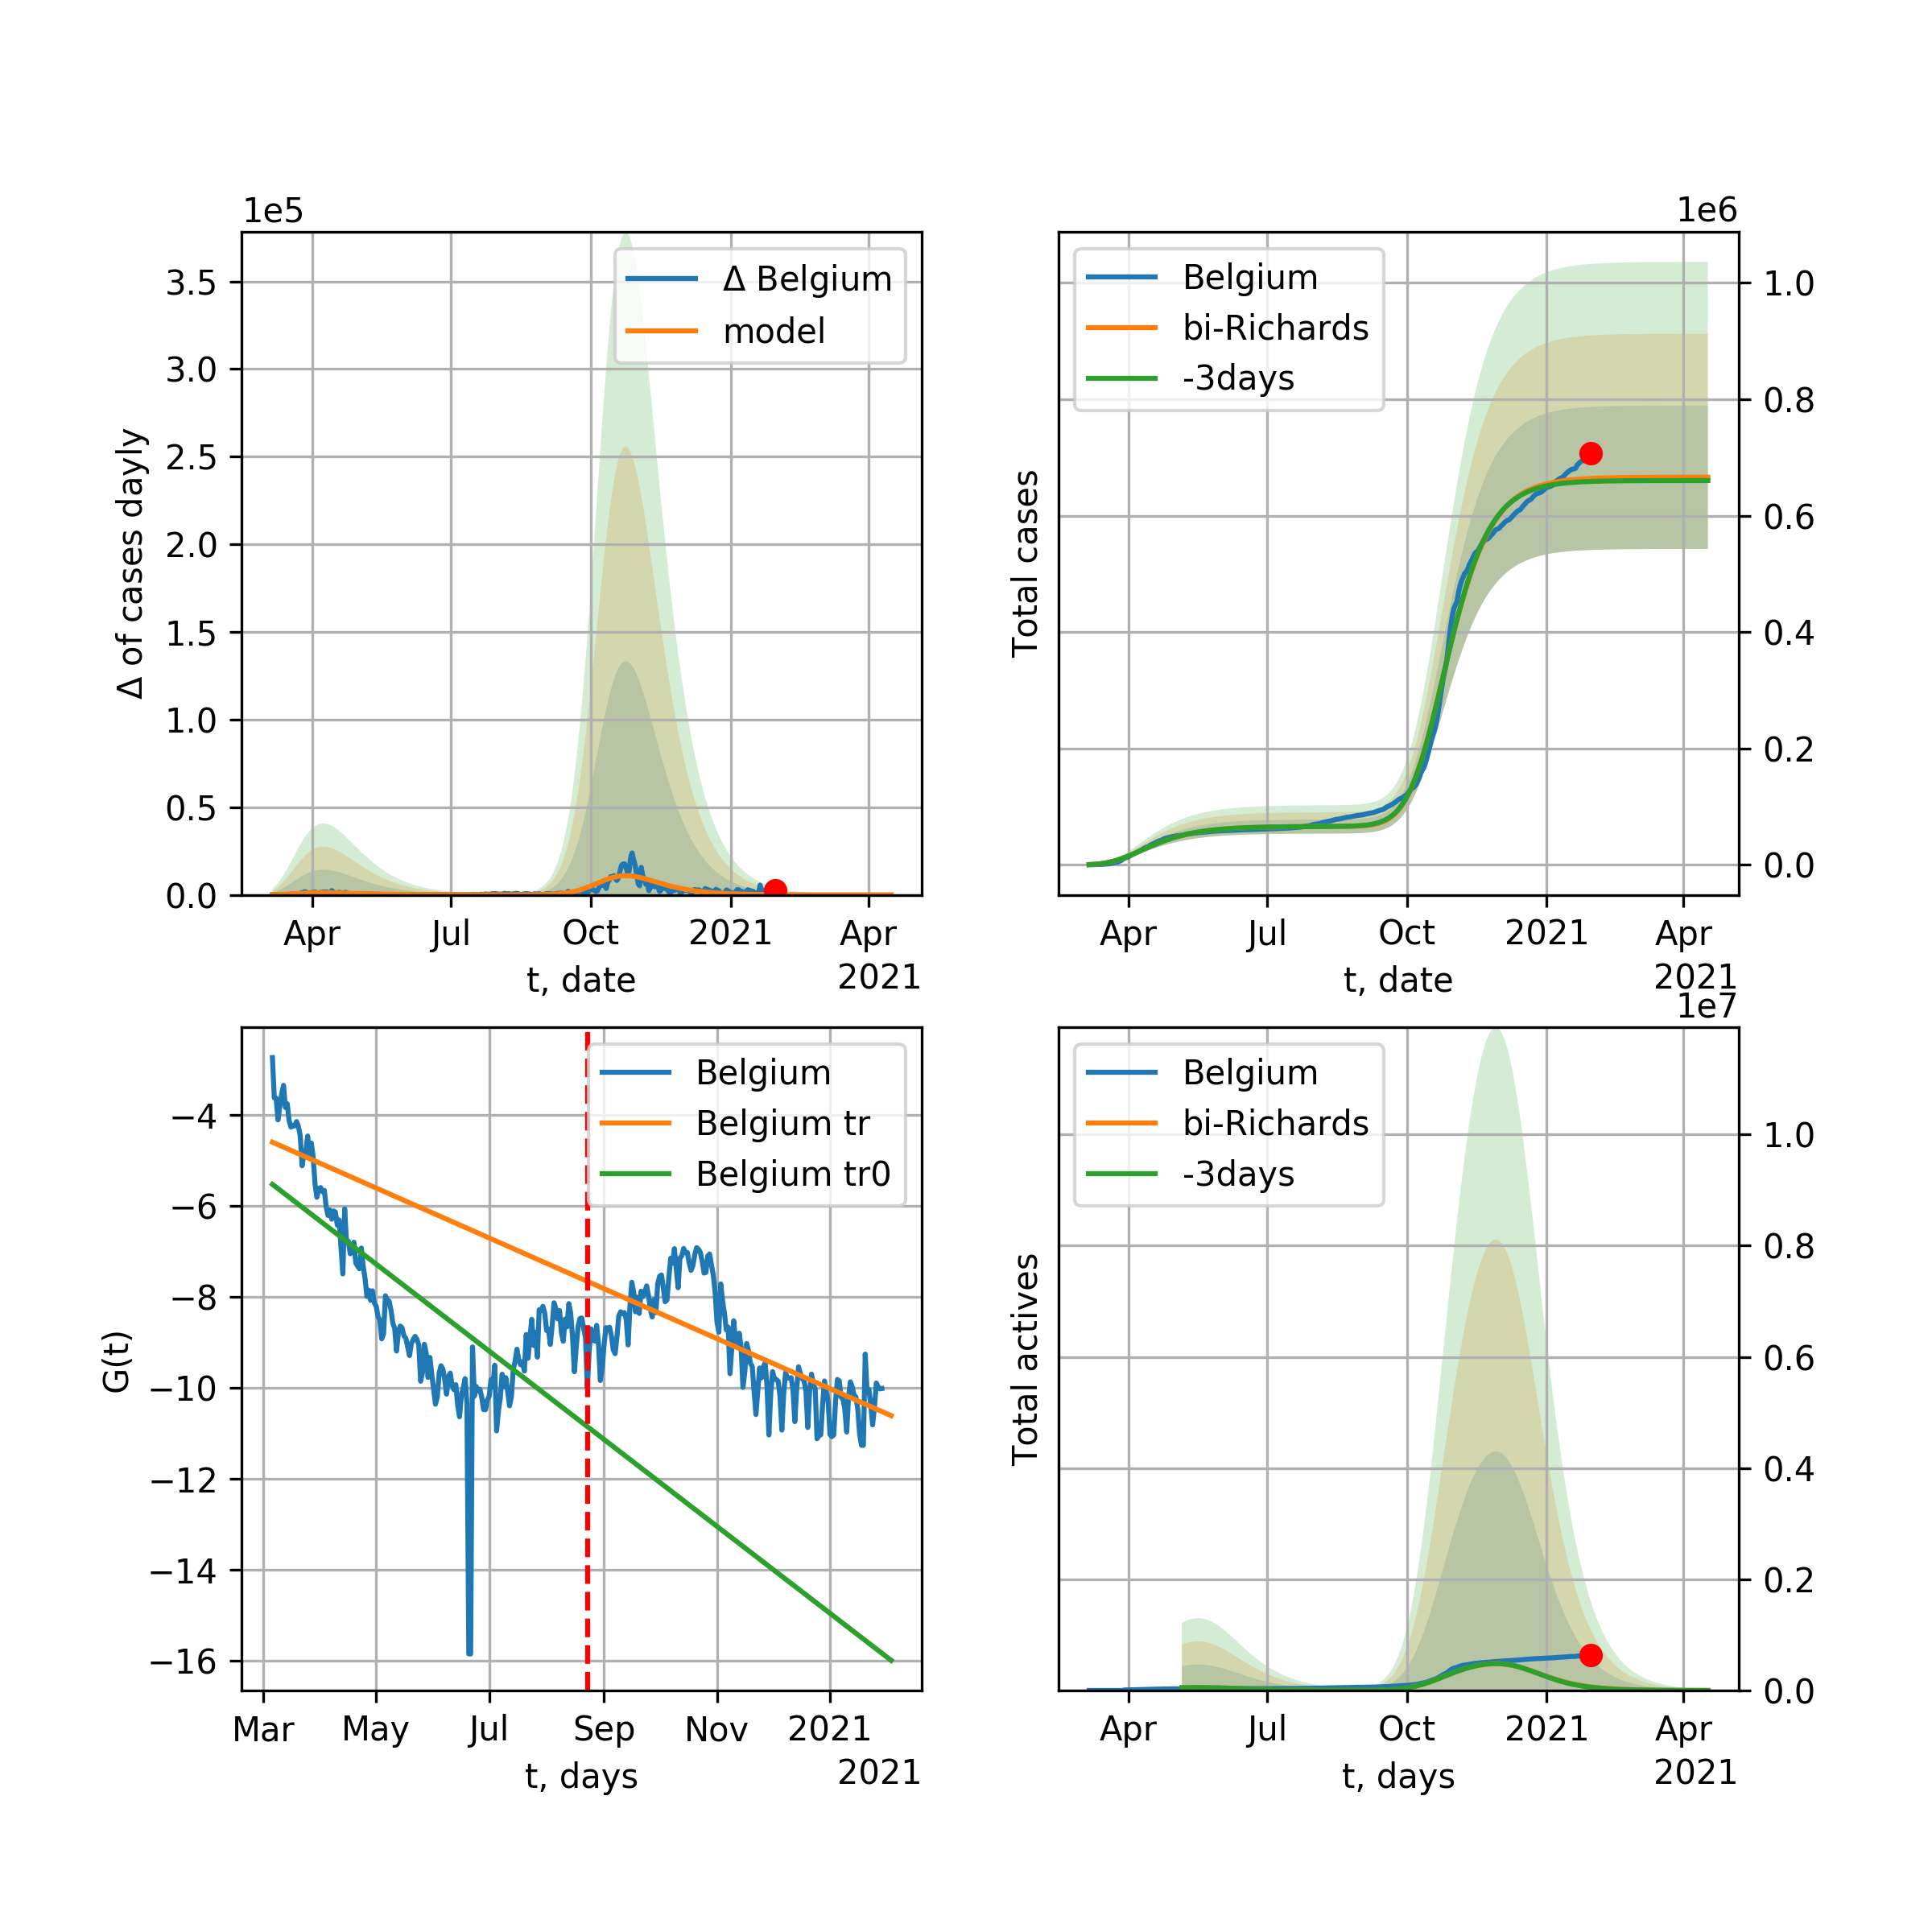 1e5
Δ of cases dayly
3.5
3.0
2.5
2.0
1.5
1.0
0.5
0.0
Δ Belgium
model
Apr Jul Oct 2021 Apr
t, date
2021
1e6
Total cases
Belgium
bi-Richards
-3days
1.0
0.8
0.6
0.4
0.2
0.0
Apr Jul Oct 2021 Apr
t, date
2021
G(t)
−4
−6
−8
−10
−12
−14
−16
Belgium
Belgium tr
Belgium tr0
Mar May Jul Sep Nov 2021
t, days
2021
1e7
Total actives
Belgium
bi-Richards
-3days
1.0
0.8
0.6
0.4
0.2
0.0
Apr Jul Oct 2021 Apr
t, days
2021